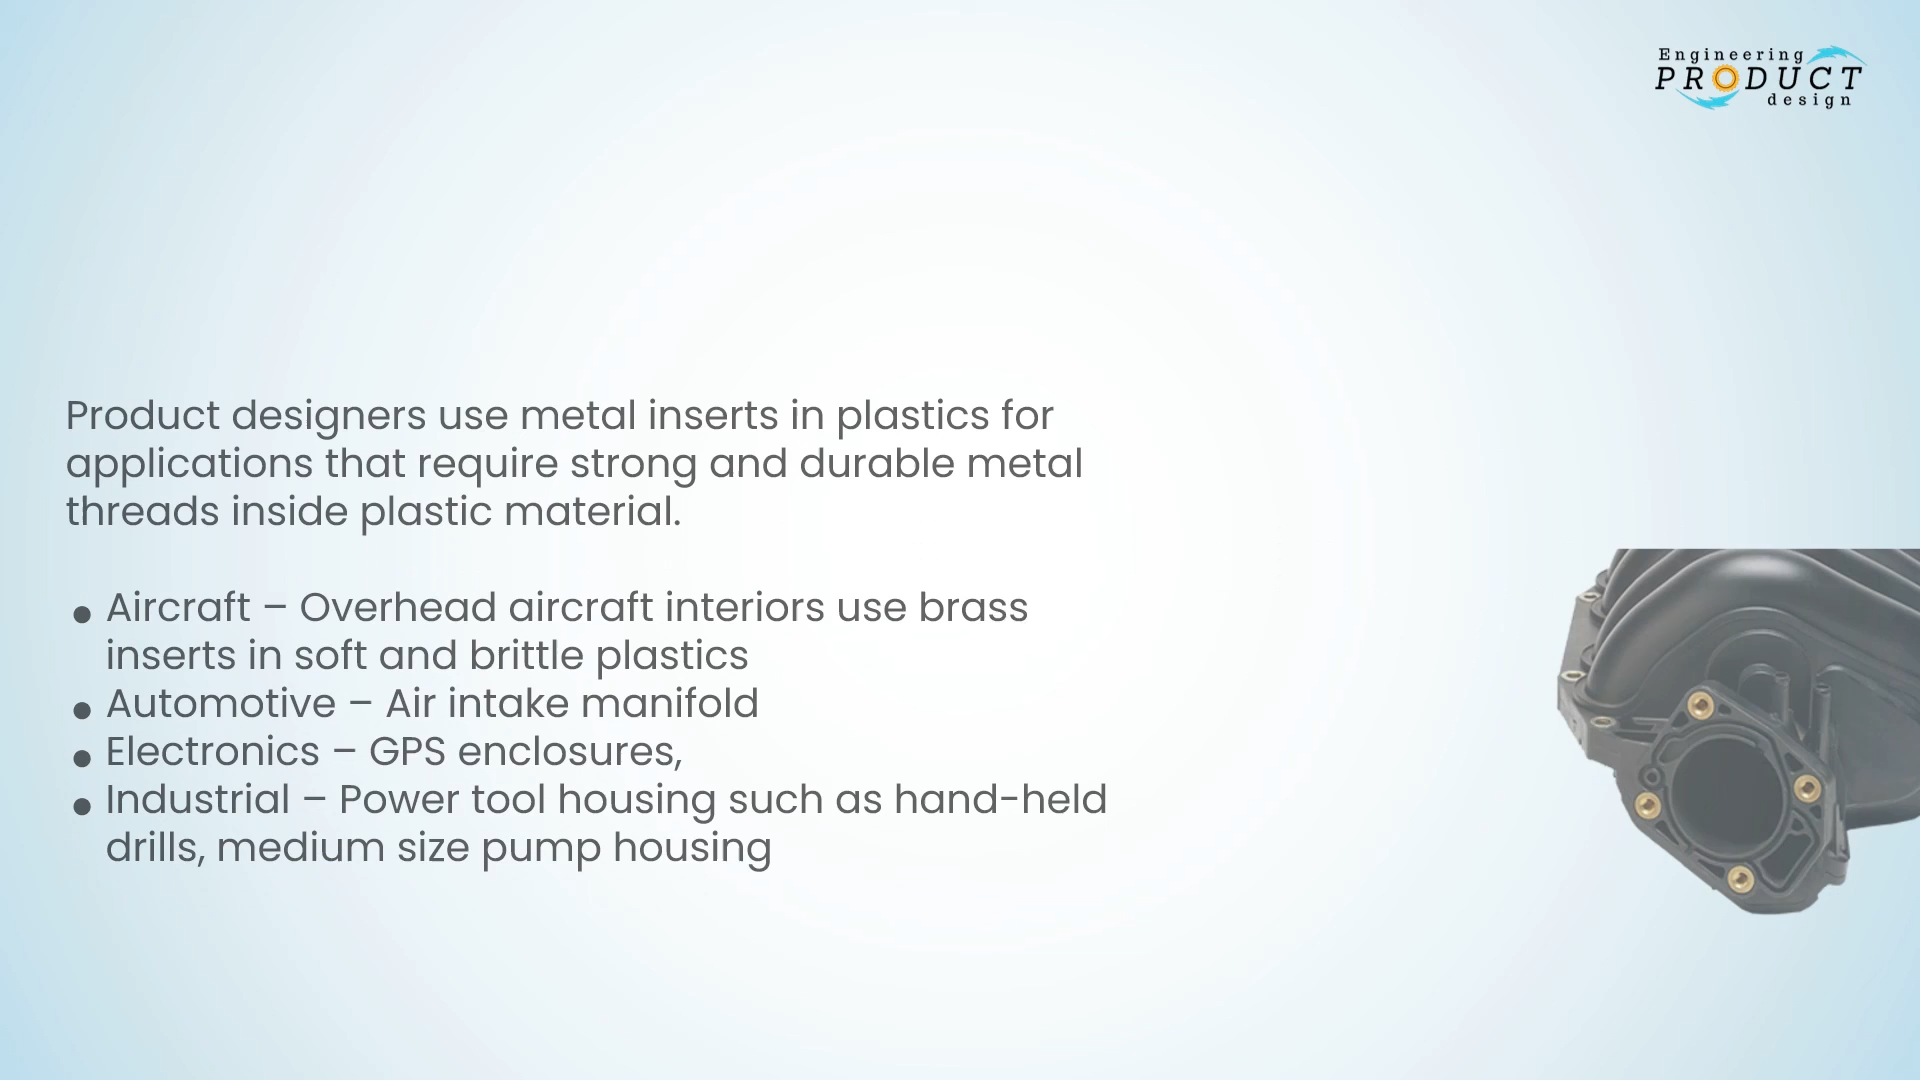 Engineering
PRODUCT
design
Product designers use metal inserts in plastics for
applications that require strong and durable metal
threads inside plastic material.
● Aircraft – Overhead aircraft interiors use brass
inserts in soft and brittle plastics
● Automotive – Air intake manifold
● Electronics – GPS enclosures,
● Industrial – Power tool housing such as hand-held
drills, medium size pump housing